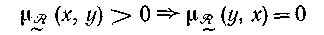 μ_ℛ̰ (x, y) > 0 ⇒ μ_ℛ̰ (y, x) = 0